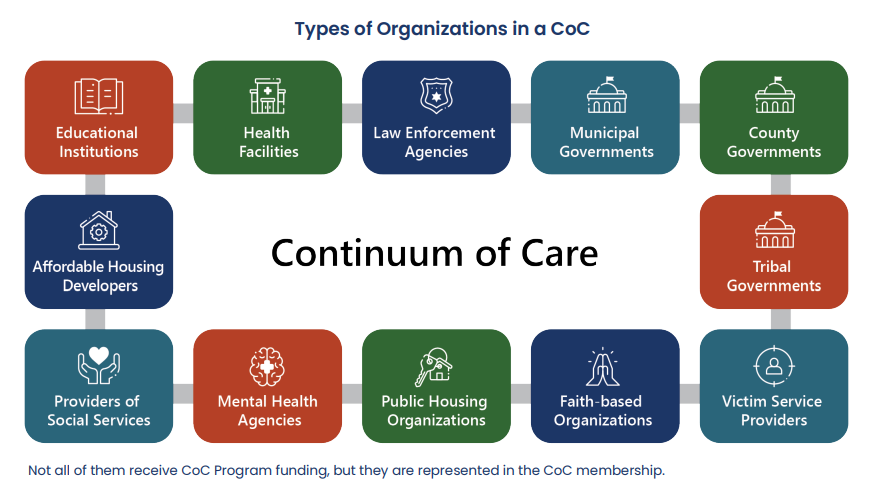 Types of Organizations in a CoC
Educational
Institutions
Health
Facilities
Law Enforcement
Agencies
Municipal
Governments
County
Governments
Affordable Housing
Developers
Continuum of Care
Tribal
Governments
Providers of
Social Services
Mental Health
Agencies
Public Housing
Organizations
Faith-based
Organizations
Victim Service
Providers
Not all of them receive CoC Program funding, but they are represented in the CoC membership.